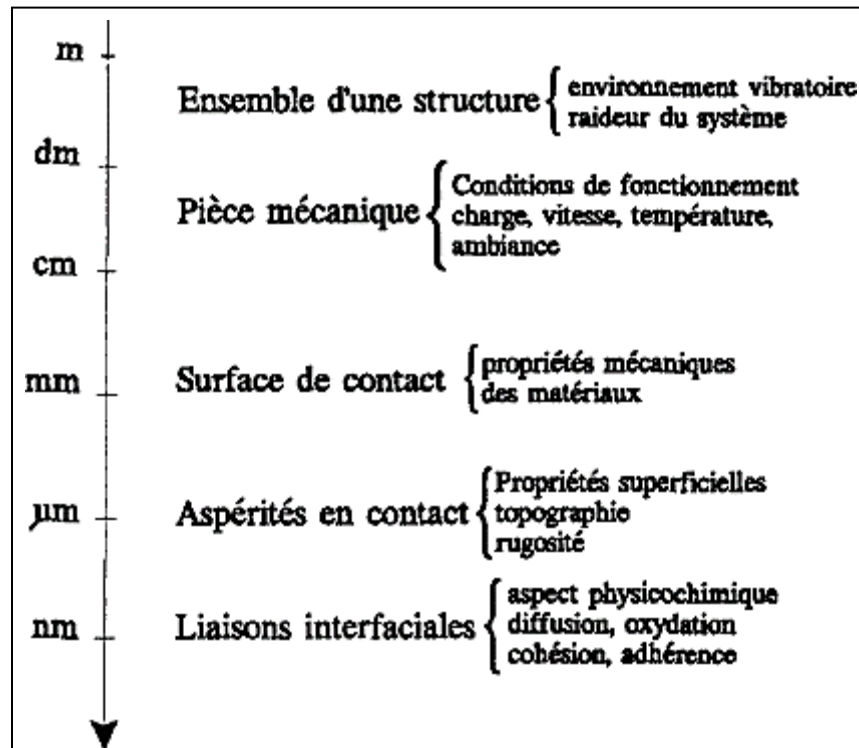 m
Ensemble d'une structure
environnement vibratoire
raideur du système
dm
Pièce mécanique
Conditions de fonctionnement
charge, vitesse, température,
ambiance
cm
mm
Surface de contact
propriétés mécaniques
des matériaux
µm
Aspérités en contact
Propriétés superficielles
topographie
rugosité
nm
Liaisons interfaciales
aspect physicochimique
diffusion, oxydation
cohésion, adhérence